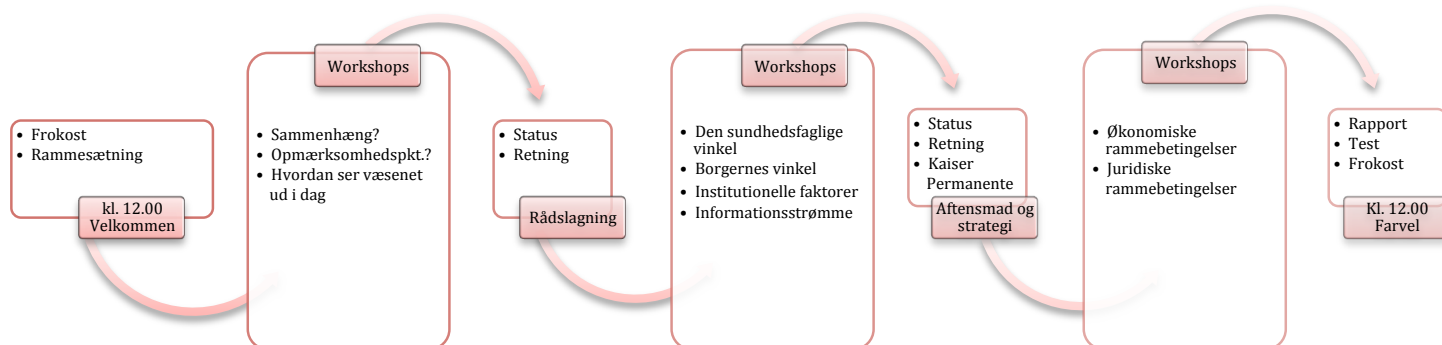 • Frokost
• Rammesætning
kl. 12.00
Velkommen
Workshops
• Sammenhæng?
• Opmærksomhedspkt.?
• Hvordan ser væsenet
ud i dag
• Status
• Retning
Rådslagning
Workshops
• Den sundhedsfaglige
vinkel
• Borgernes vinkel
• Institutionelle faktorer
• Informationsstrømme
• Status
• Retning
• Kaiser
Permanente
Aftensmad og
strategi
Workshops
• Økonomiske
rammebetingelser
• Juridiske
rammebetingelser
• Rapport
• Test
• Frokost
Kl. 12.00
Farvel